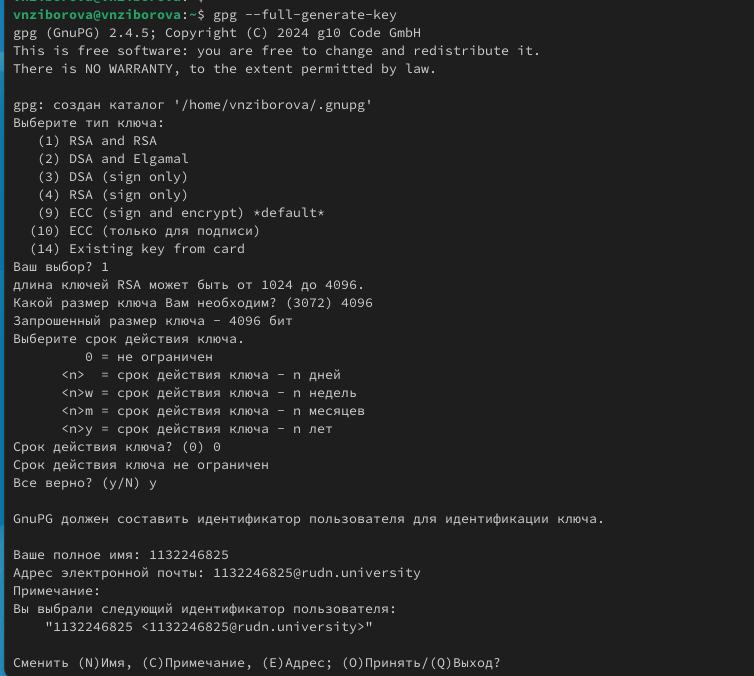 vnziborova@vnziborova:~$ gpg --full-generate-key
gpg (GnuPG) 2.4.5; Copyright (C) 2024 g10 Code GmbH
This is free software: you are free to change and redistribute it.
There is NO WARRANTY, to the extent permitted by law.

gpg: создан каталог '/home/vnziborova/.gnupg'
Выберите тип ключа:
   (1) RSA and RSA
   (2) DSA and Elgamal
   (3) DSA (sign only)
   (4) RSA (sign only)
   (9) ECC (sign and encrypt) *default*
  (10) ECC (только для подписи)
  (14) Existing key from card
Ваш выбор? 1
длина ключей RSA может быть от 1024 до 4096.
Какой размер ключа Вам необходим? (3072) 4096
Запрошенный размер ключа - 4096 бит
Выберите срок действия ключа.
         0 = не ограничен
      <n>  = срок действия ключа - n дней
      <n>w = срок действия ключа - n недель
      <n>m = срок действия ключа - n месяцев
      <n>y = срок действия ключа - n лет
Срок действия ключа? (0) 0
Срок действия ключа не ограничен
Все верно? (y/N) y

GnuPG должен составить идентификатор пользователя для идентификации ключа.

Ваше полное имя: 1132246825
Адрес электронной почты: 1132246825@rudn.university
Примечание:
Вы выбрали следующий идентификатор пользователя:
    "1132246825 <1132246825@rudn.university>"

Сменить (N)Имя, (C)Примечание, (E)Адрес; (O)Принять/(Q)Выход?